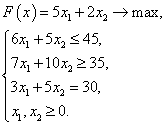 F(x) = 5x₁ + 2x₂ → max,
6x₁ + 5x₂ ≤ 45,
7x₁ + 10x₂ ≥ 35,
3x₁ + 5x₂ = 30,
x₁, x₂ ≥ 0.